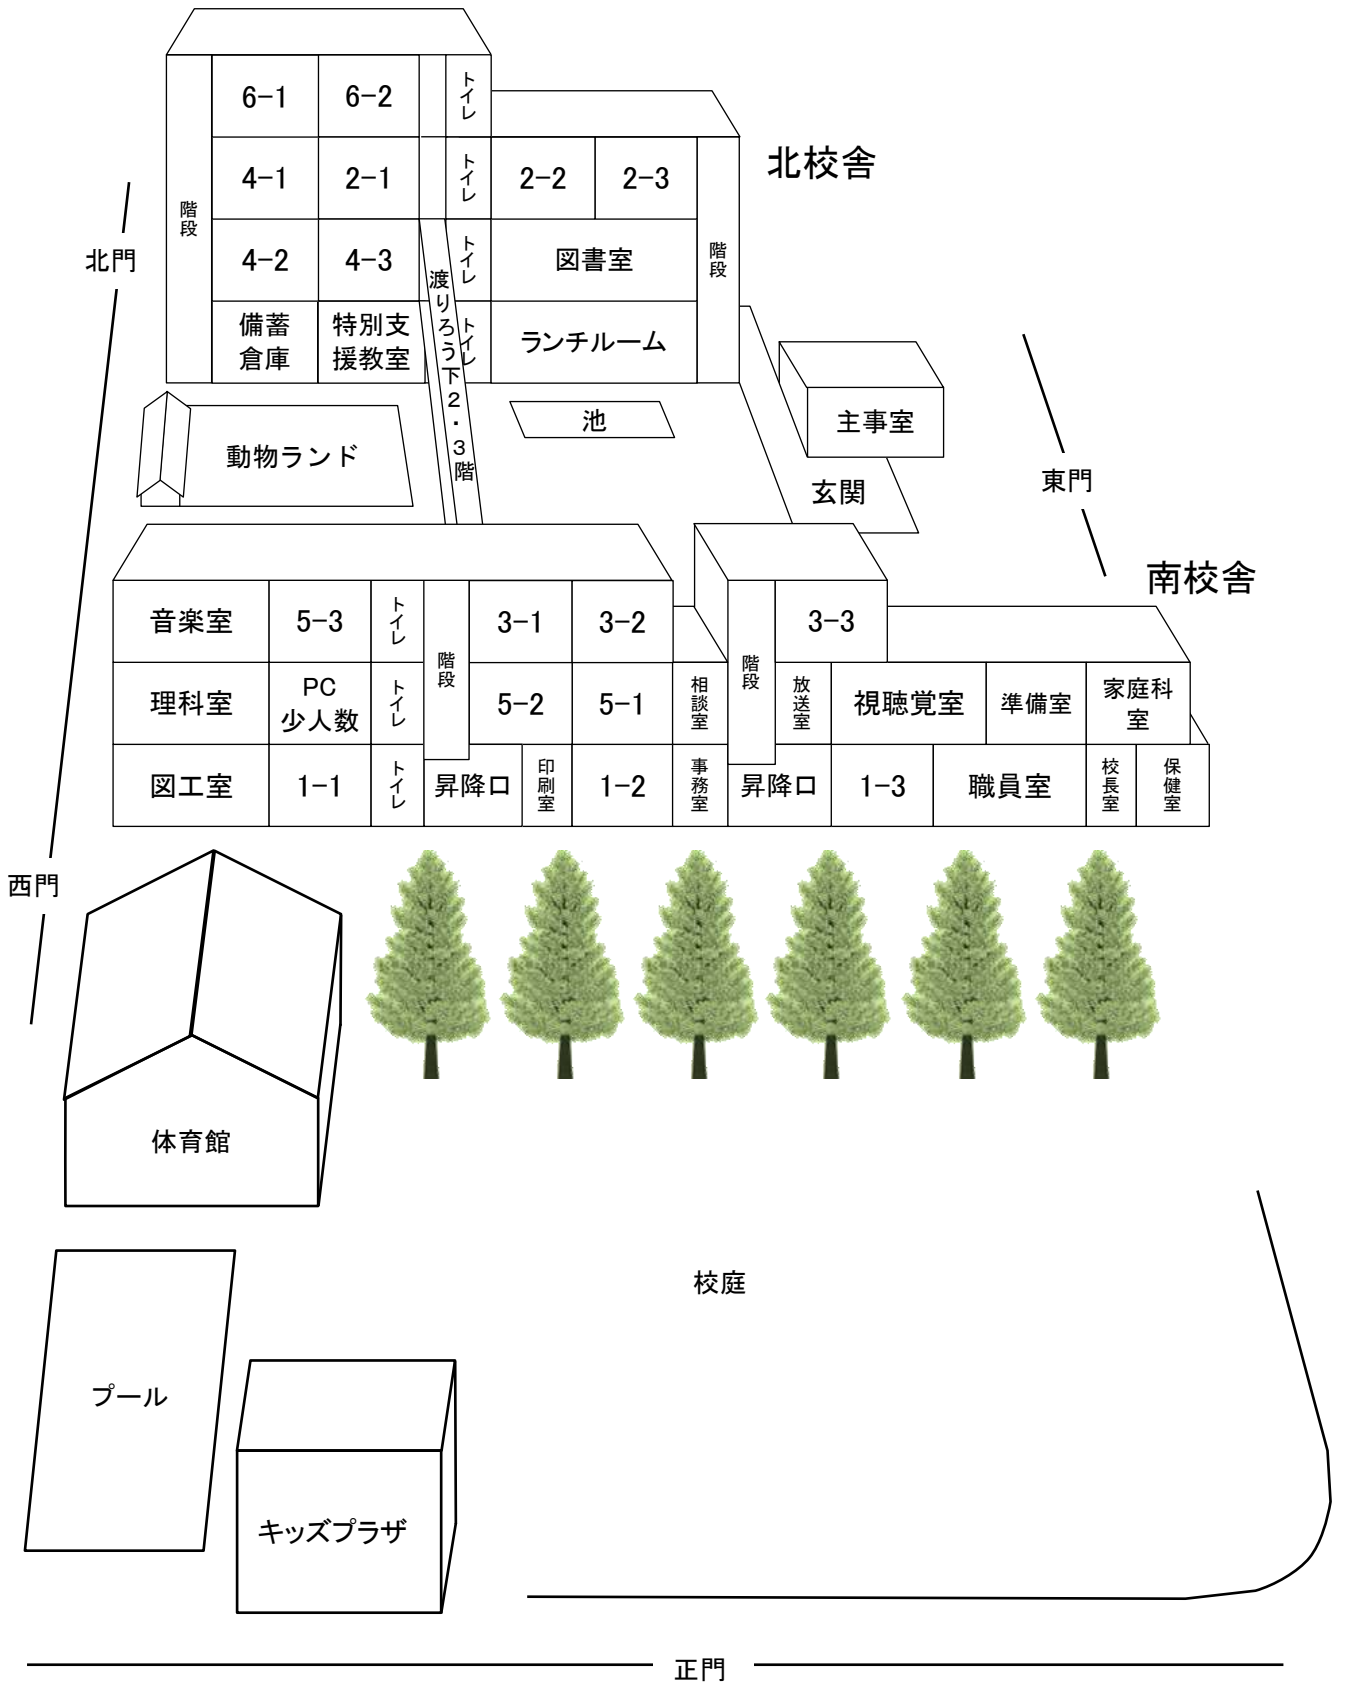 6-1
6-2
トイレ
北校舎
4-1
2-1
トイレ
2-2
2-3
階段
北門
4-2
4-3
トイレ
図書室
階段
渡りろう下2・3階
備蓄
倉庫
特別支
援教室
トイレ
ランチルーム
主事室
池
動物ランド
玄関
東門
南校舎
音楽室
5-3
トイレ
階段
3-1
3-2
階段
3-3
理科室
PC
少人数
トイレ
5-2
5-1
相談室
放送室
視聴覚室
準備室
家庭科
室
図工室
1-1
トイレ
昇降口
印刷室
1-2
事務室
昇降口
1-3
職員室
校長室
保健室
西門
体育館
校庭
プール
キッズプラザ
正門